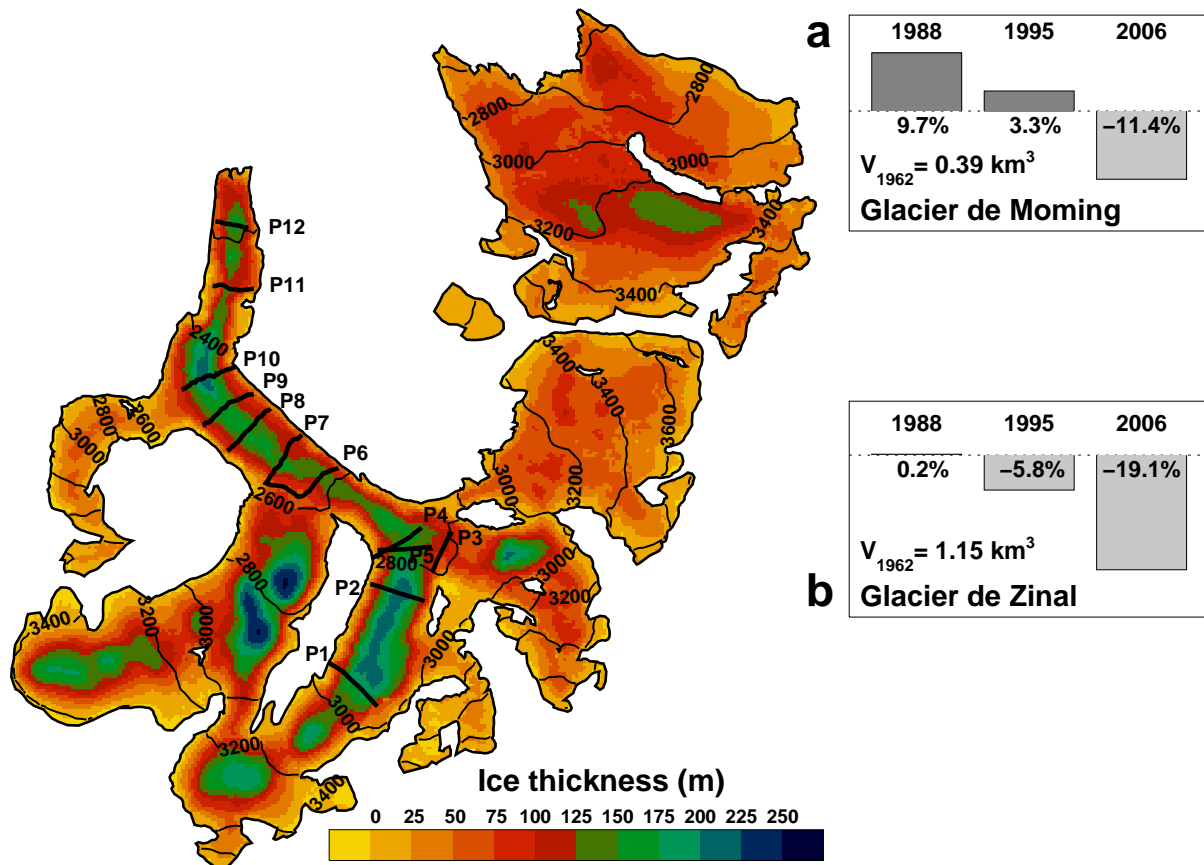 a
1988 1995 2006
9.7% 3.3% −11.4%
V1962= 0.39 km3
Glacier de Moming
b
1988 1995 2006
0.2% −5.8% −19.1%
V1962= 1.15 km3
Glacier de Zinal
2800
2800
3000
3000
3200
3400
3400
P12
P11
2400
P10
P9
P8
P7
P6
2600
2800
3000
2600
3400
3400
3600
3000
3200
P4
P3
P5
2800
P2
3000
3200
2800
3400
3200
3000
P1
3000
3000
3200
3400
Ice thickness (m)
0 25 50 75 100 125 150 175 200 225 250